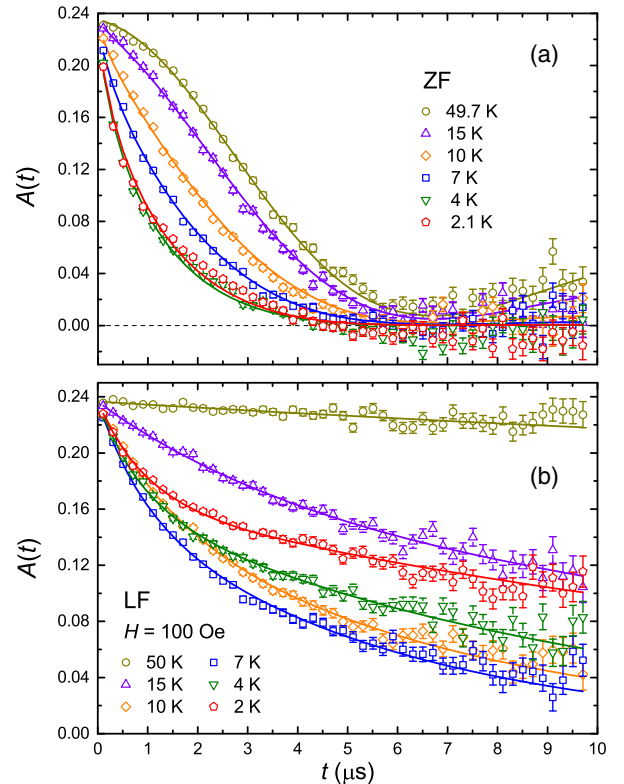 0.24
0.20
0.16
0.12
0.08
0.04
0.00
A(t)
(a)
ZF
49.7 K
15 K
10 K
7 K
4 K
2.1 K
0.24
0.20
0.16
0.12
0.08
0.04
0.00
A(t)
(b)
LF
H = 100 Oe
50 K 7 K
15 K 4 K
10 K 2 K
0 1 2 3 4 5 6 7 8 9 10
t (μs)